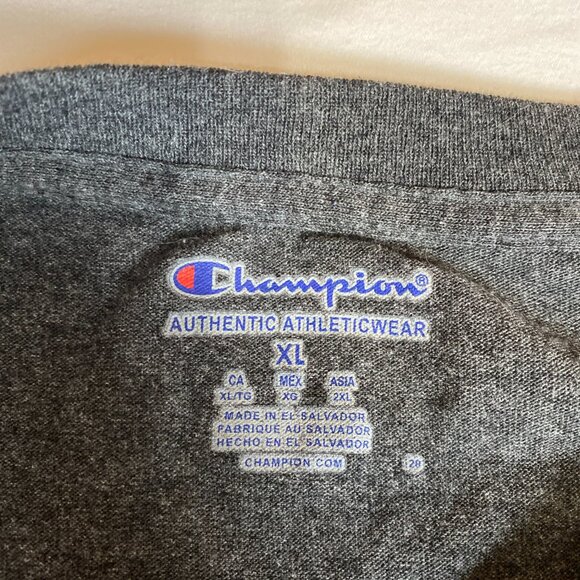 Champion®
AUTHENTIC ATHLETICWEAR
XL
CA MEX ASIA
XL/TG XG 2XL
MADE IN EL SALVADOR
FABRIQUÉ AU SALVADOR
HECHO EN EL SALVADOR
CHAMPION.COM